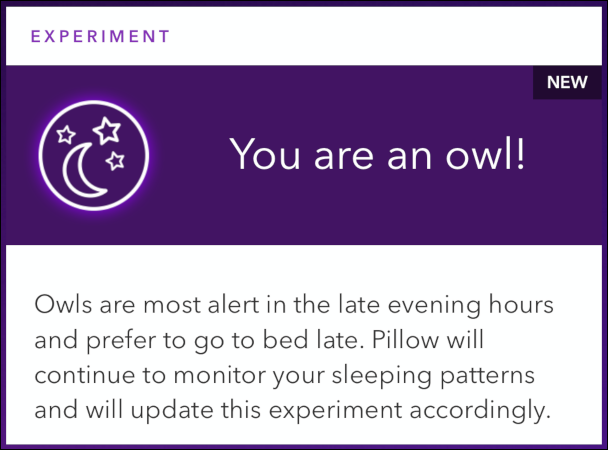 EXPERIMENT
NEW
You are an owl!
Owls are most alert in the late evening hours
and prefer to go to bed late. Pillow will
continue to monitor your sleeping patterns
and will update this experiment accordingly.